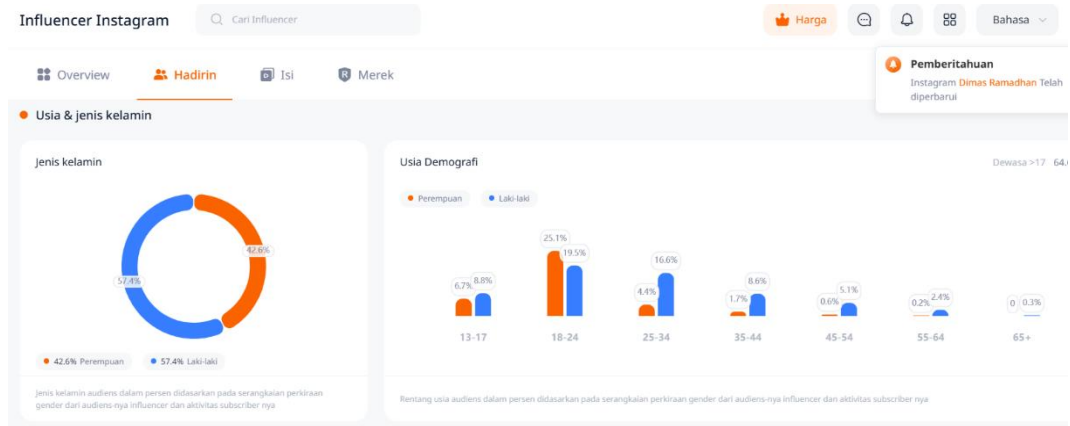 Influencer Instagram
Cari Influencer
Harga
Bahasa
Overview
Hadirin
Isi
Merek
Pemberitahuan
Instagram Dimas Ramadhan Telah
diperbarui
Usia & jenis kelamin
Jenis kelamin
42.6%
57.4%
42.6% Perempuan
57.4% Laki-laki
Jenis kelamin audiens dalam persen didasarkan pada serangkaian perkiraan
gender dari audiens-nya influencer dan aktivitas subscriber nya
Usia Demografi
Dewasa >17
Perempuan
Laki-laki
6.7% 8.8%
25.1% 19.5%
4.4% 16.6%
1.7% 8.6%
0.6% 5.1%
0.2% 2.4%
0 0.3%
13-17 18-24 25-34 35-44 45-54 55-64 65+
Rentang usia audiens dalam persen didasarkan pada serangkaian perkiraan gender dari audiens-nya influencer dan aktivitas subscriber nya